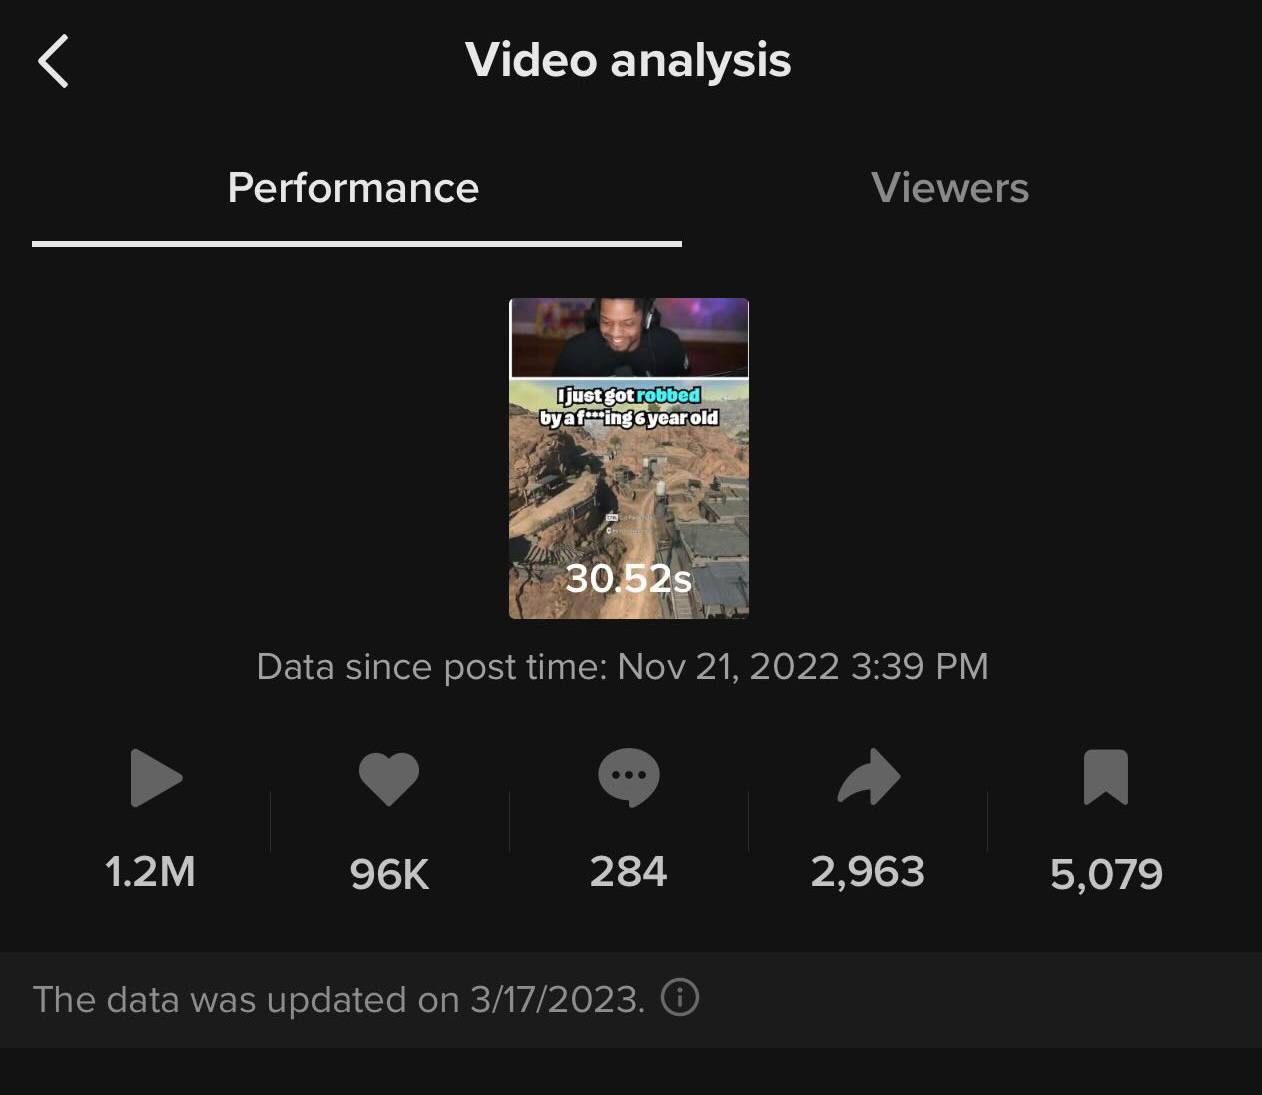 Video analysis
Performance
Viewers
I just got robbed
by a f***ing 6 year old
30.52s
Data since post time: Nov 21, 2022 3:39 PM
1.2M
96K
284
2,963
5,079
The data was updated on 3/17/2023.